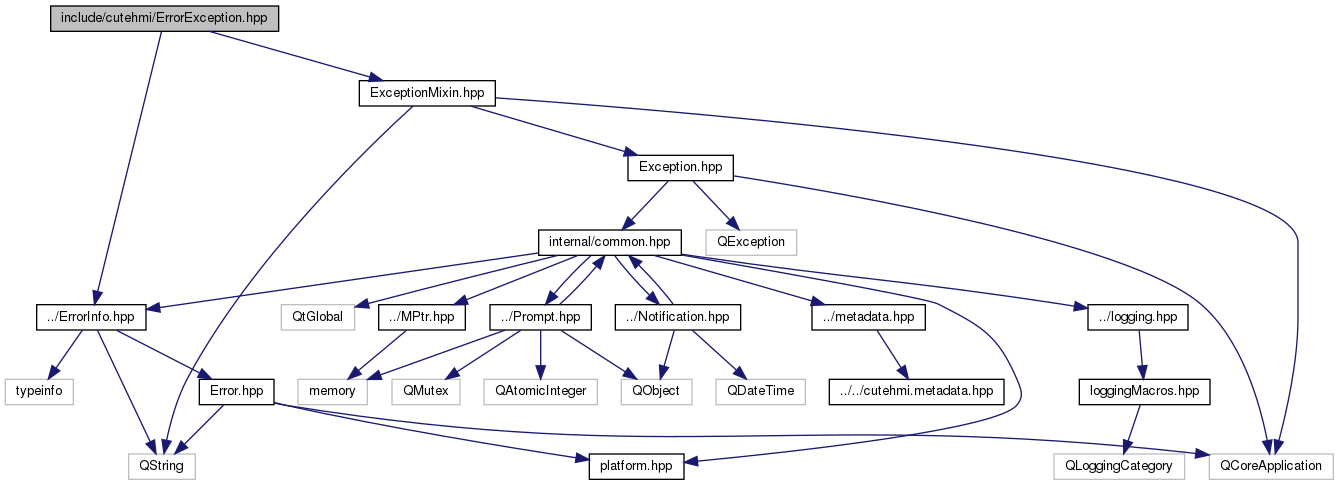 include/cutehmi/ErrorException.hpp
ExceptionMixin.hpp
Exception.hpp
internal/common.hpp
QException
../ErrorInfo.hpp
QtGlobal
../MPtr.hpp
../Prompt.hpp
../Notification.hpp
../metadata.hpp
../logging.hpp
typeinfo
Error.hpp
memory
QMutex
QAtomicInteger
QObject
QDateTime
../../cutehmi.metadata.hpp
loggingMacros.hpp
QString
platform.hpp
QLoggingCategory
QCoreApplication